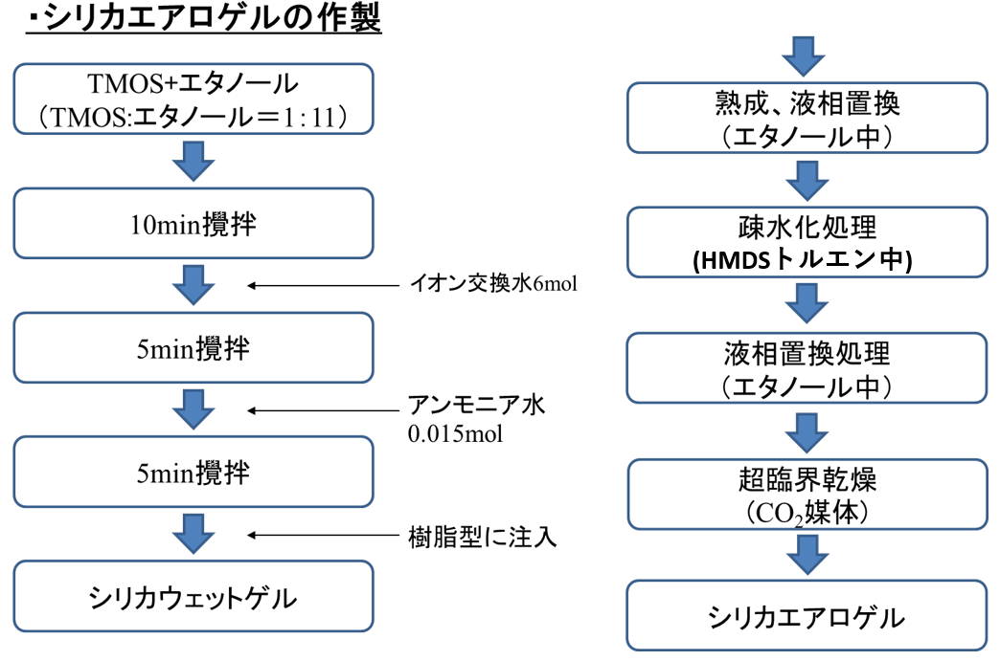 ・シリカエアロゲルの作製
TMOS+エタノール
（TMOS:エタノール＝1：11）
10min攪拌
イオン交換水6mol
5min攪拌
アンモニア水
0.015mol
5min攪拌
樹脂型に注入
シリカウェットゲル
熟成、液相置換
（エタノール中）
疎水化処理
(HMDSトルエン中)
液相置換処理
（エタノール中）
超臨界乾燥
（CO₂媒体）
シリカエアロゲル